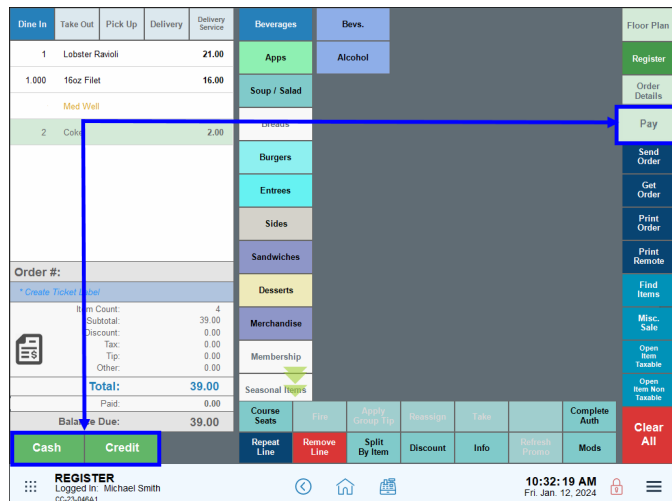 Dine In
Take Out
Pick Up
Delivery
Delivery
Service
1 Lobster Ravioli 21.00
1.000 16oz Filet 16.00
Med Well
2 Coke 2.00
Order #:
* Create Ticket Label
Item Count: 4
Subtotal: 39.00
Discount: 0.00
Tax: 0.00
Tip: 0.00
Other: 0.00
Total: 39.00
Paid: 0.00
Balance Due: 39.00
Cash
Credit
Beverages
Apps
Soup / Salad
Breads
Burgers
Entrees
Sides
Sandwiches
Desserts
Merchandise
Membership
Seasonal Items
Bevs.
Alcohol
Course
Seats
Fire
Apply
Group Tip
Reassign
Take
Complete
Auth
Repeat
Line
Remove
Line
Split
By Item
Discount
Info
Refresh
Promo
Mods
Floor Plan
Register
Order
Details
Pay
Send
Order
Get
Order
Print
Order
Print
Remote
Find
Items
Misc.
Sale
Open
Item
Taxable
Open
Item Non
Taxable
Clear
All
REGISTER
Logged In: Michael Smith
CC-23-046A1
10:32:19 AM
Fri. Jan. 12, 2024